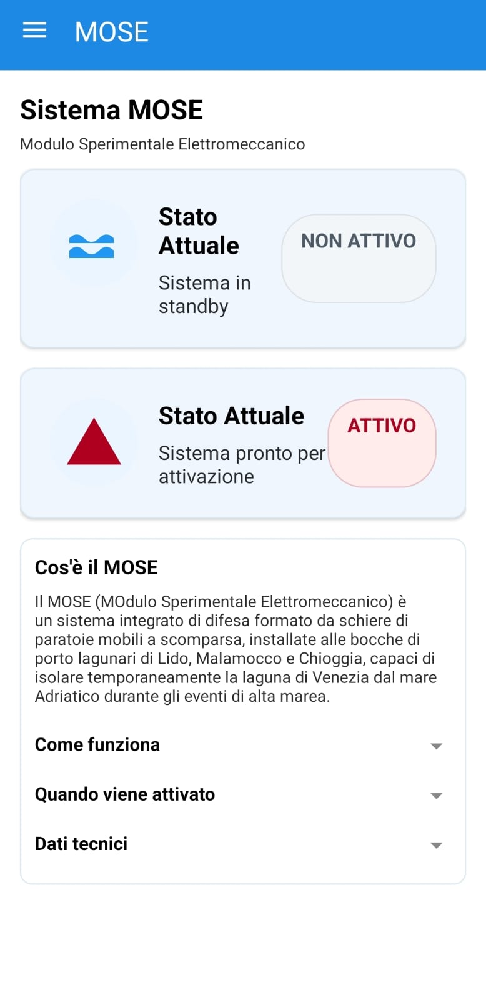 MOSE
Sistema MOSE
Modulo Sperimentale Elettromeccanico
Stato
Attuale
Sistema in
standby
NON ATTIVO
Stato Attuale
Sistema pronto per
attivazione
ATTIVO
Cos'è il MOSE
Il MOSE (MOdulo Sperimentale Elettromeccanico) è
un sistema integrato di difesa formato da schiere di
paratoie mobili a scomparsa, installate alle bocche di
porto lagunari di Lido, Malamocco e Chioggia, capaci di
isolare temporaneamente la laguna di Venezia dal mare
Adriatico durante gli eventi di alta marea.
Come funziona
Quando viene attivato
Dati tecnici